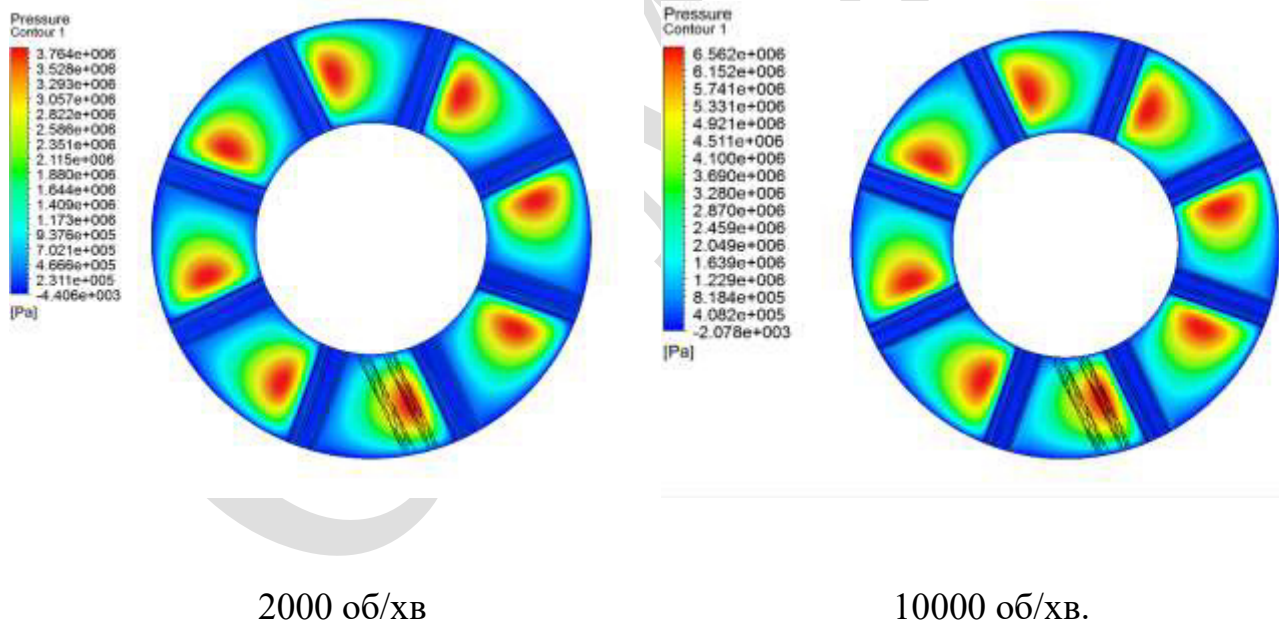 Pressure
Contour 1
3.764e+006
3.528e+006
3.293e+006
3.057e+006
2.822e+006
2.586e+006
2.351e+006
2.115e+006
1.880e+006
1.644e+006
1.409e+006
1.173e+006
9.376e+005
7.021e+005
4.666e+005
2.311e+005
-4.406e+003
[Pa]
Pressure
Contour 1
6.562e+006
6.152e+006
5.741e+006
5.331e+006
4.921e+006
4.511e+006
4.100e+006
3.690e+006
3.280e+006
2.870e+006
2.459e+006
2.049e+006
1.639e+006
1.229e+006
8.184e+005
4.082e+005
-2.078e+003
[Pa]
2000 об/хв
10000 об/хв.